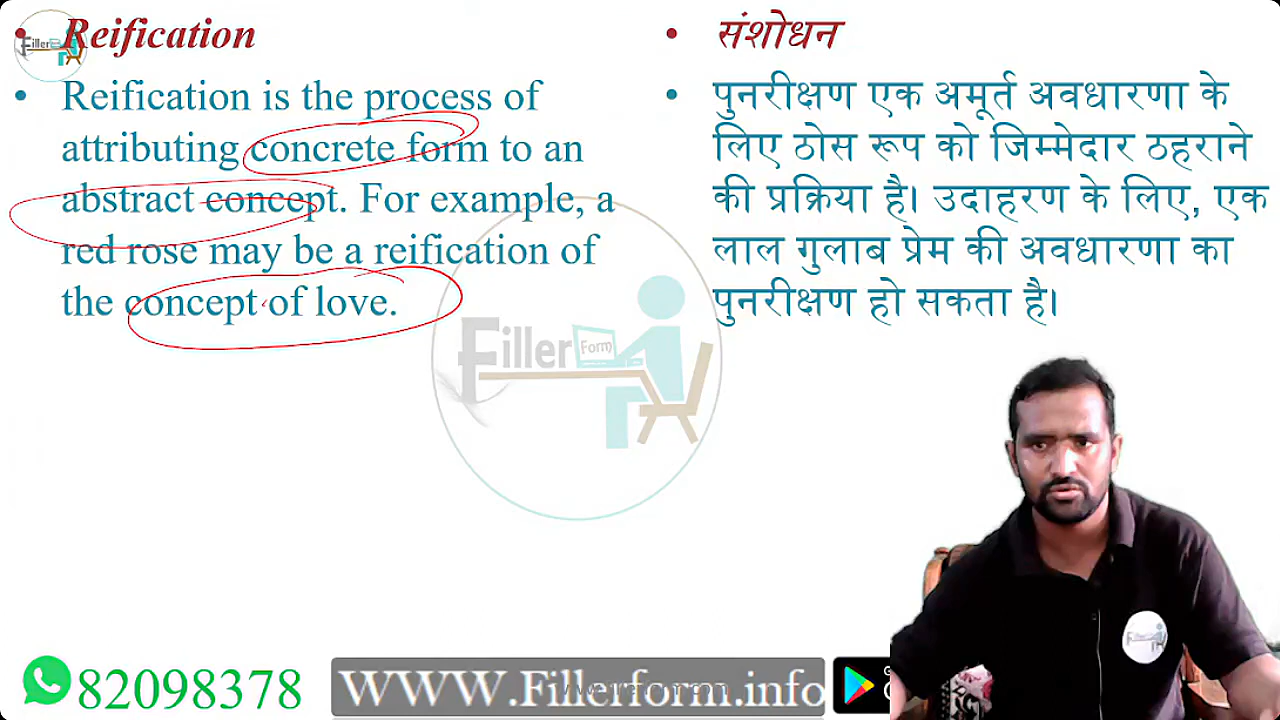 Reification
Reification is the process of
attributing concrete form to an
abstract concept. For example, a
red rose may be a reification of
the concept of love.
संशोधन
पुनरीक्षण एक अमूर्त अवधारणा के
लिए ठोस रूप को जिम्मेदार ठहराने
की प्रक्रिया है। उदाहरण के लिए, एक
लाल गुलाब प्रेम की अवधारणा का
पुनरीक्षण हो सकता है।
Filler Form
82098378
www.Fillerform.info